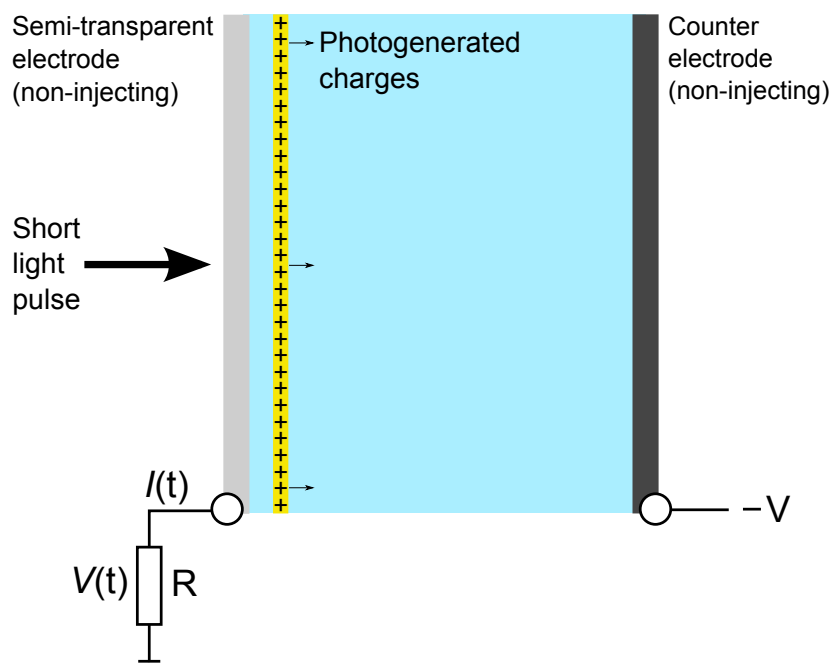 Semi-transparent
electrode
(non-injecting)
Photogenerated
charges
Counter
electrode
(non-injecting)
Short
light
pulse
I(t)
V(t)
R
−V